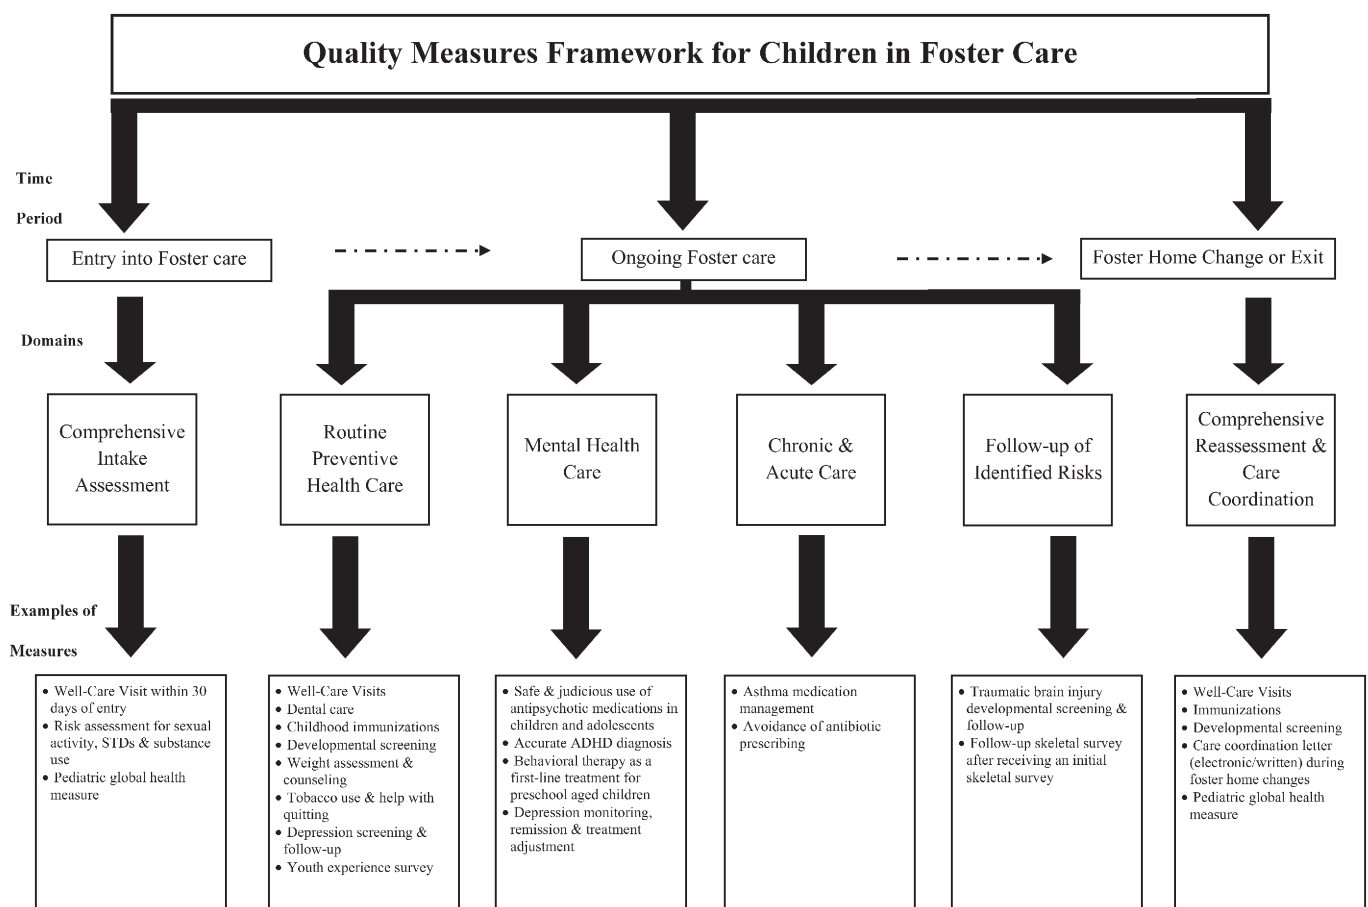 Quality Measures Framework for Children in Foster Care
Time
Period
Entry into Foster care
Ongoing Foster care
Foster Home Change or Exit
Domains
Comprehensive
Intake
Assessment
Routine
Preventive
Health Care
Mental Health
Care
Chronic &
Acute Care
Follow-up of
Identified Risks
Comprehensive
Reassessment &
Care
Coordination
Examples of
Measures
• Well-Care Visit within 30
days of entry
• Risk assessment for sexual
activity, STDs & substance
use
• Pediatric global health
measure
• Well-Care Visits
• Dental care
• Childhood immunizations
• Developmental screening
• Weight assessment &
counseling
• Tobacco use & help with
quitting
• Depression screening &
follow-up
• Youth experience survey
• Safe & judicious use of
antipsychotic medications in
children and adolescents
• Accurate ADHD diagnosis
• Behavioral therapy as a
first-line treatment for
preschool aged children
• Depression monitoring,
remission & treatment
adjustment
• Asthma medication
management
• Avoidance of antibiotic
prescribing
• Traumatic brain injury
developmental screening &
follow-up
• Follow-up skeletal survey
after receiving an initial
skeletal survey
• Well-Care Visits
• Immunizations
• Developmental screening
• Care coordination letter
(electronic/written) during
foster home changes
• Pediatric global health
measure